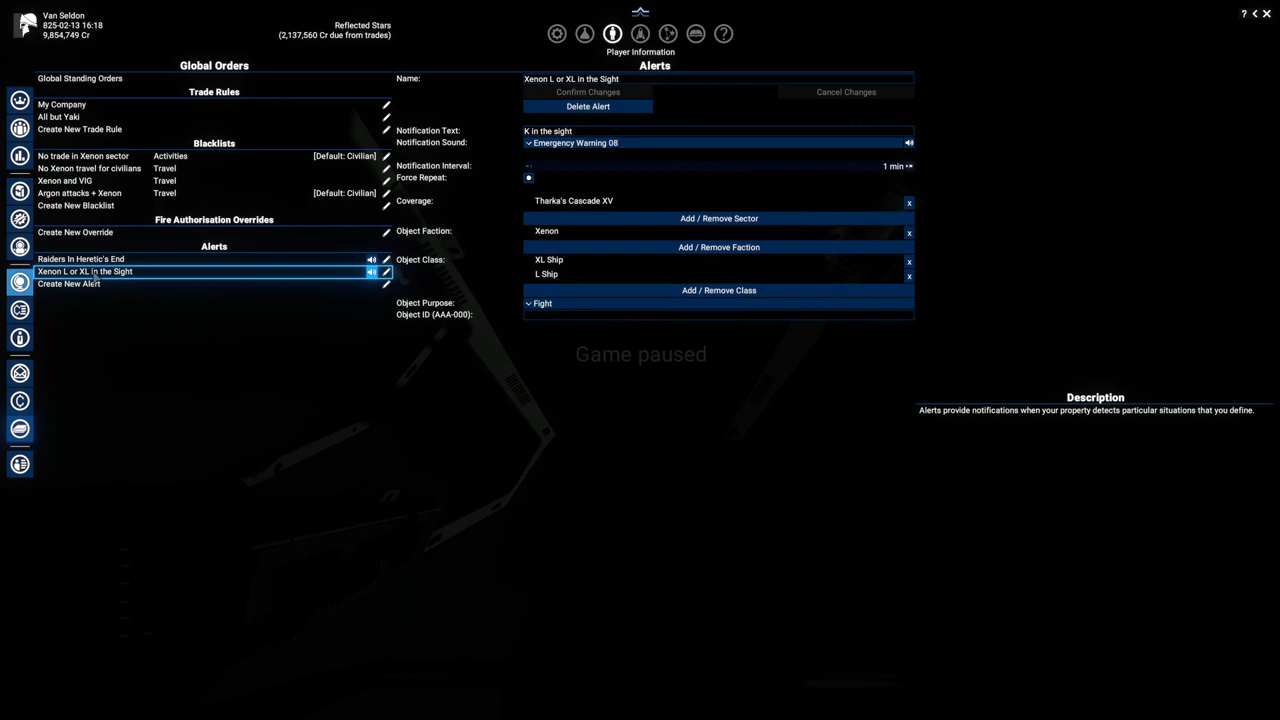 Van Seldon
825-02-13 16:18
9,854,749 Cr
Reflected Stars
(2,137,560 Cr due from trades)
Player Information
? < ×
Global Orders
Global Standing Orders
Trade Rules
My Company
All but Yaki
Create New Trade Rule
Blacklists
No trade in Xenon sector Activities [Default: Civilian]
No Xenon travel for civilians Travel
Xenon and VIG Travel
Argon attacks + Xenon Travel [Default: Civilian]
Create New Blacklist
Fire Authorisation Overrides
Create New Override
Alerts
Raiders In Heretic's End
Xenon L or XL in the Sight
Create New Alert
Alerts
Name: Xenon L or XL in the Sight
Confirm Changes Cancel Changes
Delete Alert
Notification Text: K in the sight
Notification Sound: Emergency Warning 08
Notification Interval: 1 min
Force Repeat:
Coverage: Tharka's Cascade XV x
Add / Remove Sector
Object Faction: Xenon x
Add / Remove Faction
Object Class: XL Ship x
L Ship x
Add / Remove Class
Object Purpose: Fight
Object ID (AAA-000):
Game paused
Description
Alerts provide notifications when your property detects particular situations that you define.